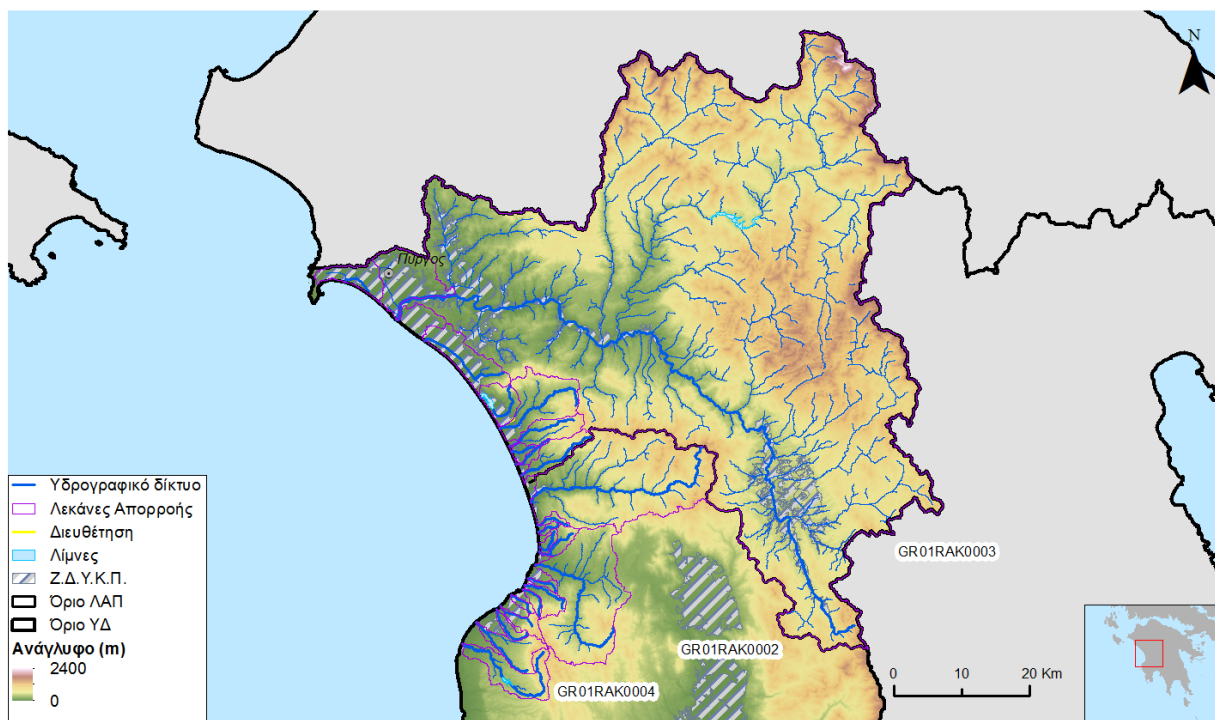 N
Πύργος
Υδρογραφικό δίκτυο
Λεκάνες Απορροής
Διευθέτηση
Λίμνες
Ζ.Δ.Υ.Κ.Π.
Όριο ΛΑΠ
Όριο ΥΔ
Ανάγλυφο (m)
2400
0
GR01RAK0003
GR01RAK0002
GR01RAK0004
0 10 20 Km